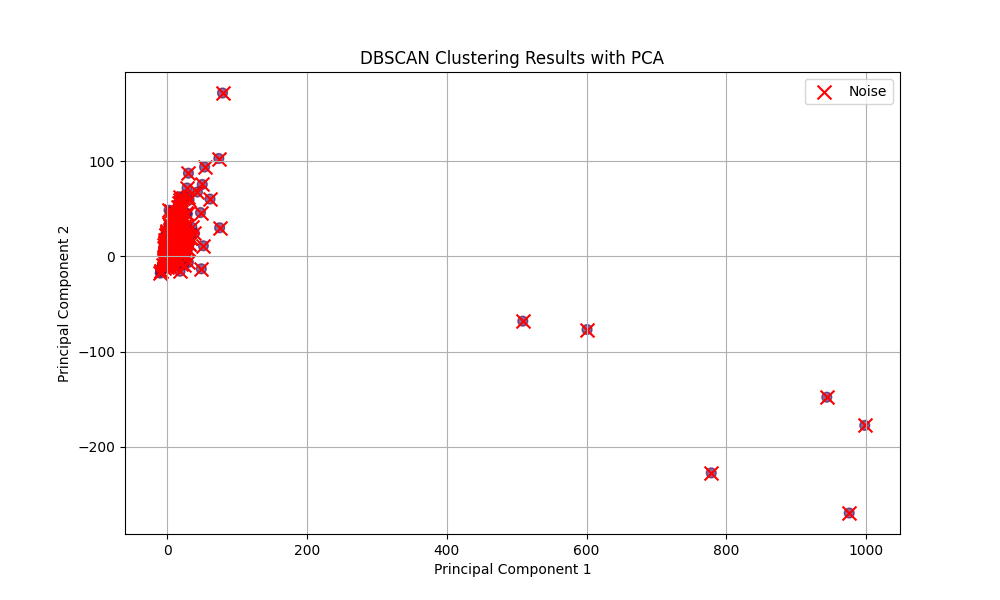 DBSCAN Clustering Results with PCA
Noise
100
0
−100
−200
Principal Component 2
0 200 400 600 800 1000
Principal Component 1